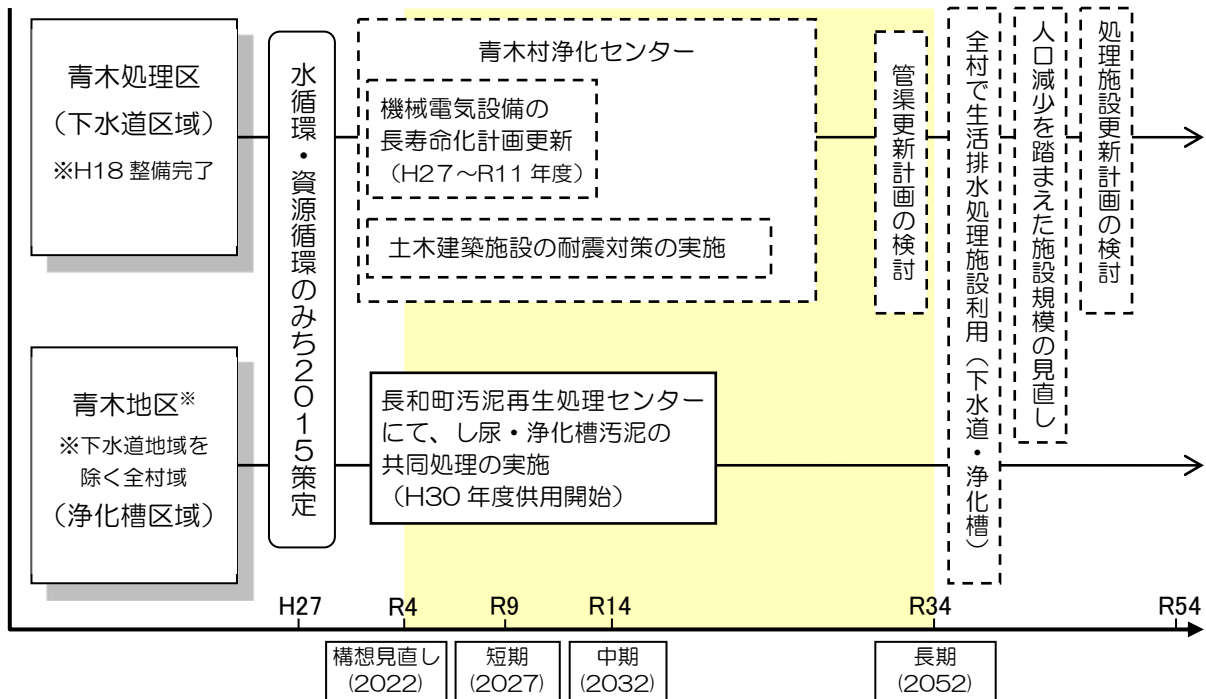 青木処理区
(下水道区域)
※H18 整備完了
水循環・資源循環のみち2015策定
青木村浄化センター
機械電気設備の
長寿命化計画更新
(H27~R11 年度)
土木建築施設の耐震対策の実施
管渠更新計画の検討
全村で生活排水処理施設利用(下水道・浄化槽)
人口減少を踏まえた施設規模の見直し
処理施設更新計画の検討
青木地区※
※下水道地域を
除く全村域
(浄化槽区域)
長和町汚泥再生処理センター
にて、し尿・浄化槽汚泥の
共同処理の実施
(H30 年度供用開始)
H27
R4
R9
R14
R34
R54
構想見直し
(2022)
短期
(2027)
中期
(2032)
長期
(2052)